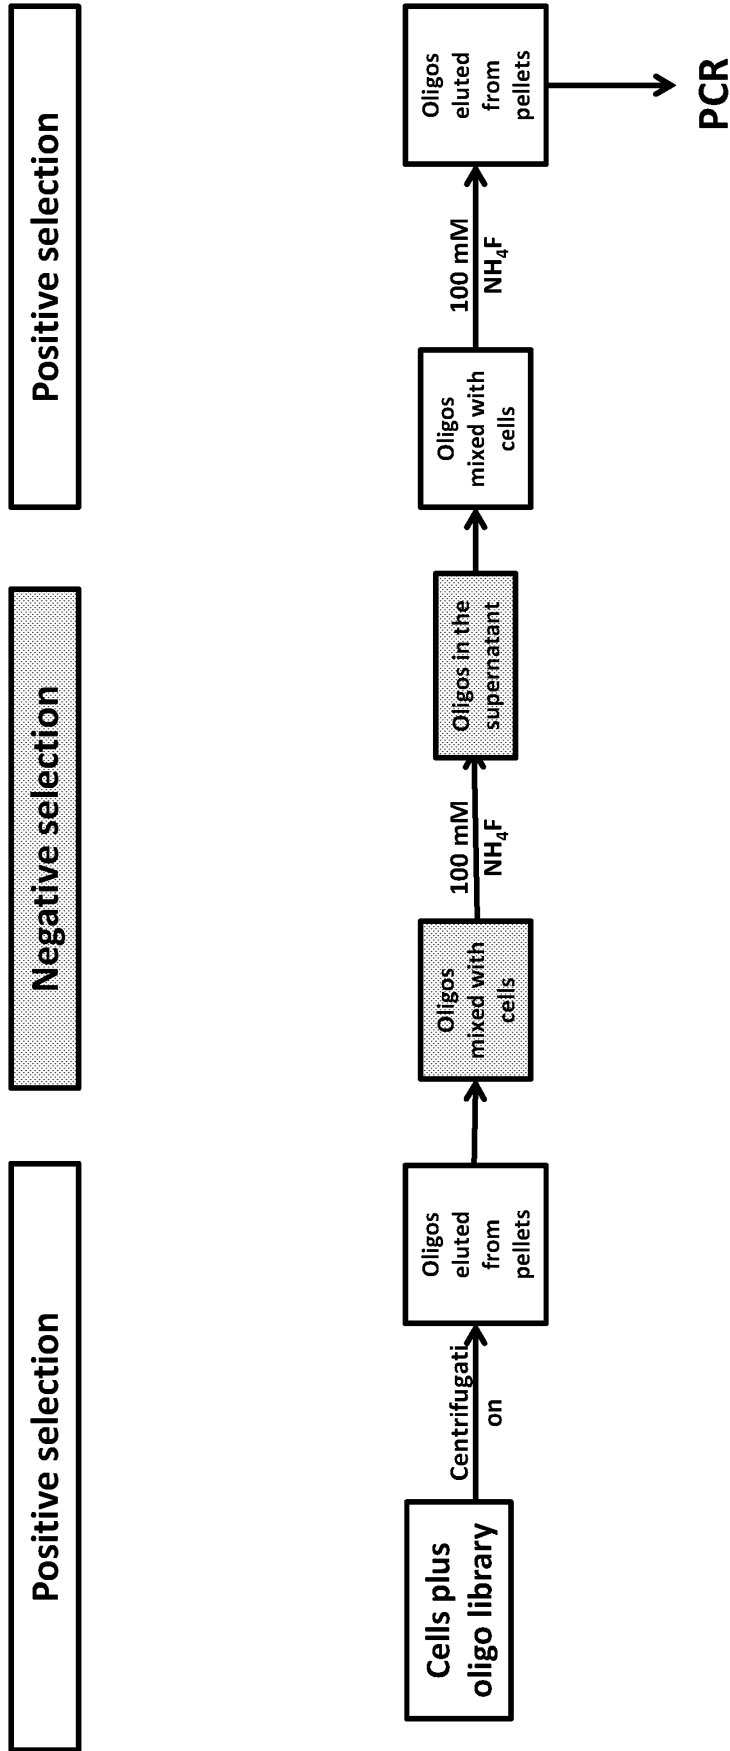 Positive selection
Negative selection
Positive selection
Cells plus
oligo library
Centrifugati
on
Oligos
eluted
from
pellets
Oligos
mixed with
cells
100 mM
NH₄F
Oligos in the
supernatant
Oligos
mixed with
cells
100 mM
NH₄F
Oligos
eluted
from
pellets
PCR